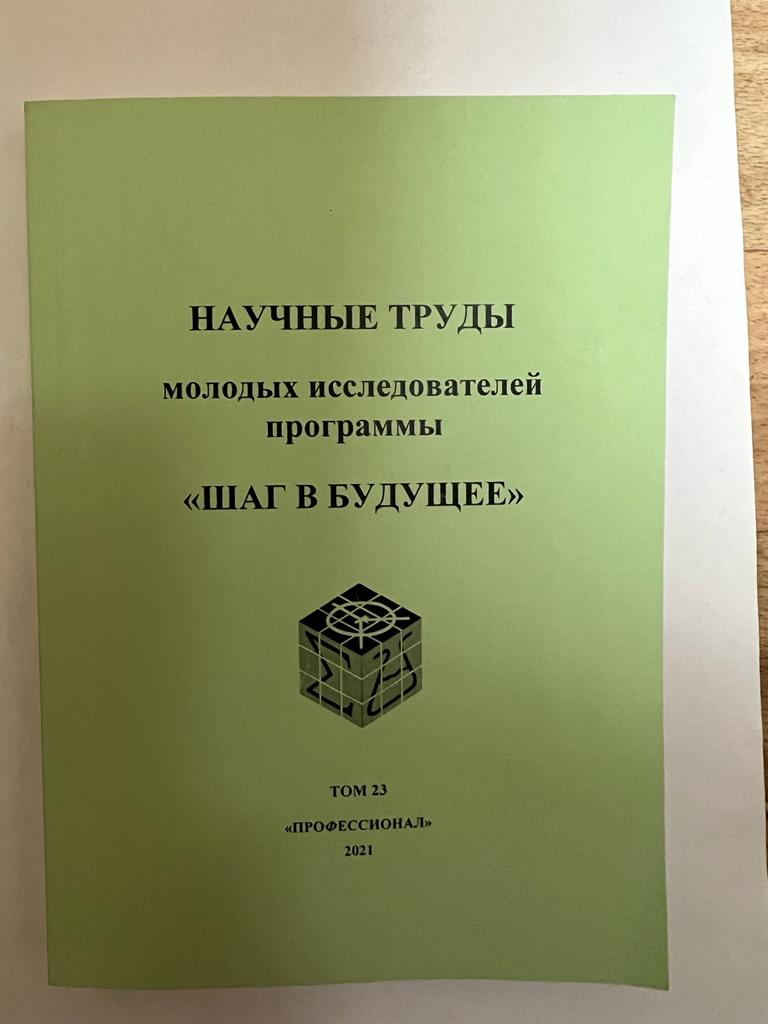 НАУЧНЫЕ ТРУДЫ
молодых исследователей
программы
«ШАГ В БУДУЩЕЕ»
ТОМ 23
«ПРОФЕССИОНАЛ»
2021